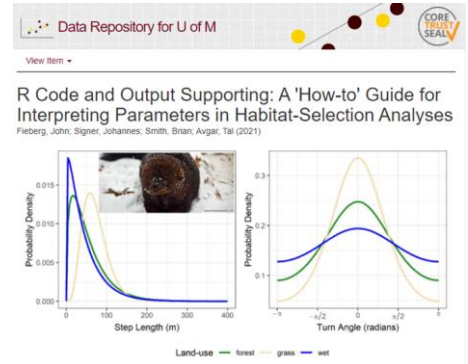 Data Repository for U of M
CORE
TRUST
SEAL
View Item
R Code and Output Supporting: A 'How-to' Guide for
Interpreting Parameters in Habitat-Selection Analyses
Fieberg, John; Signer, Johannes; Smith, Brian; Avgar, Tal (2021)
Probability Density
0.015
0.010
0.005
0.000
0 100 200 300 400
Step Length (m)
Probability Density
0.3
0.2
0.1
−π −π/2 0 π/2 π
Turn Angle (radians)
Land-use forest grass wet